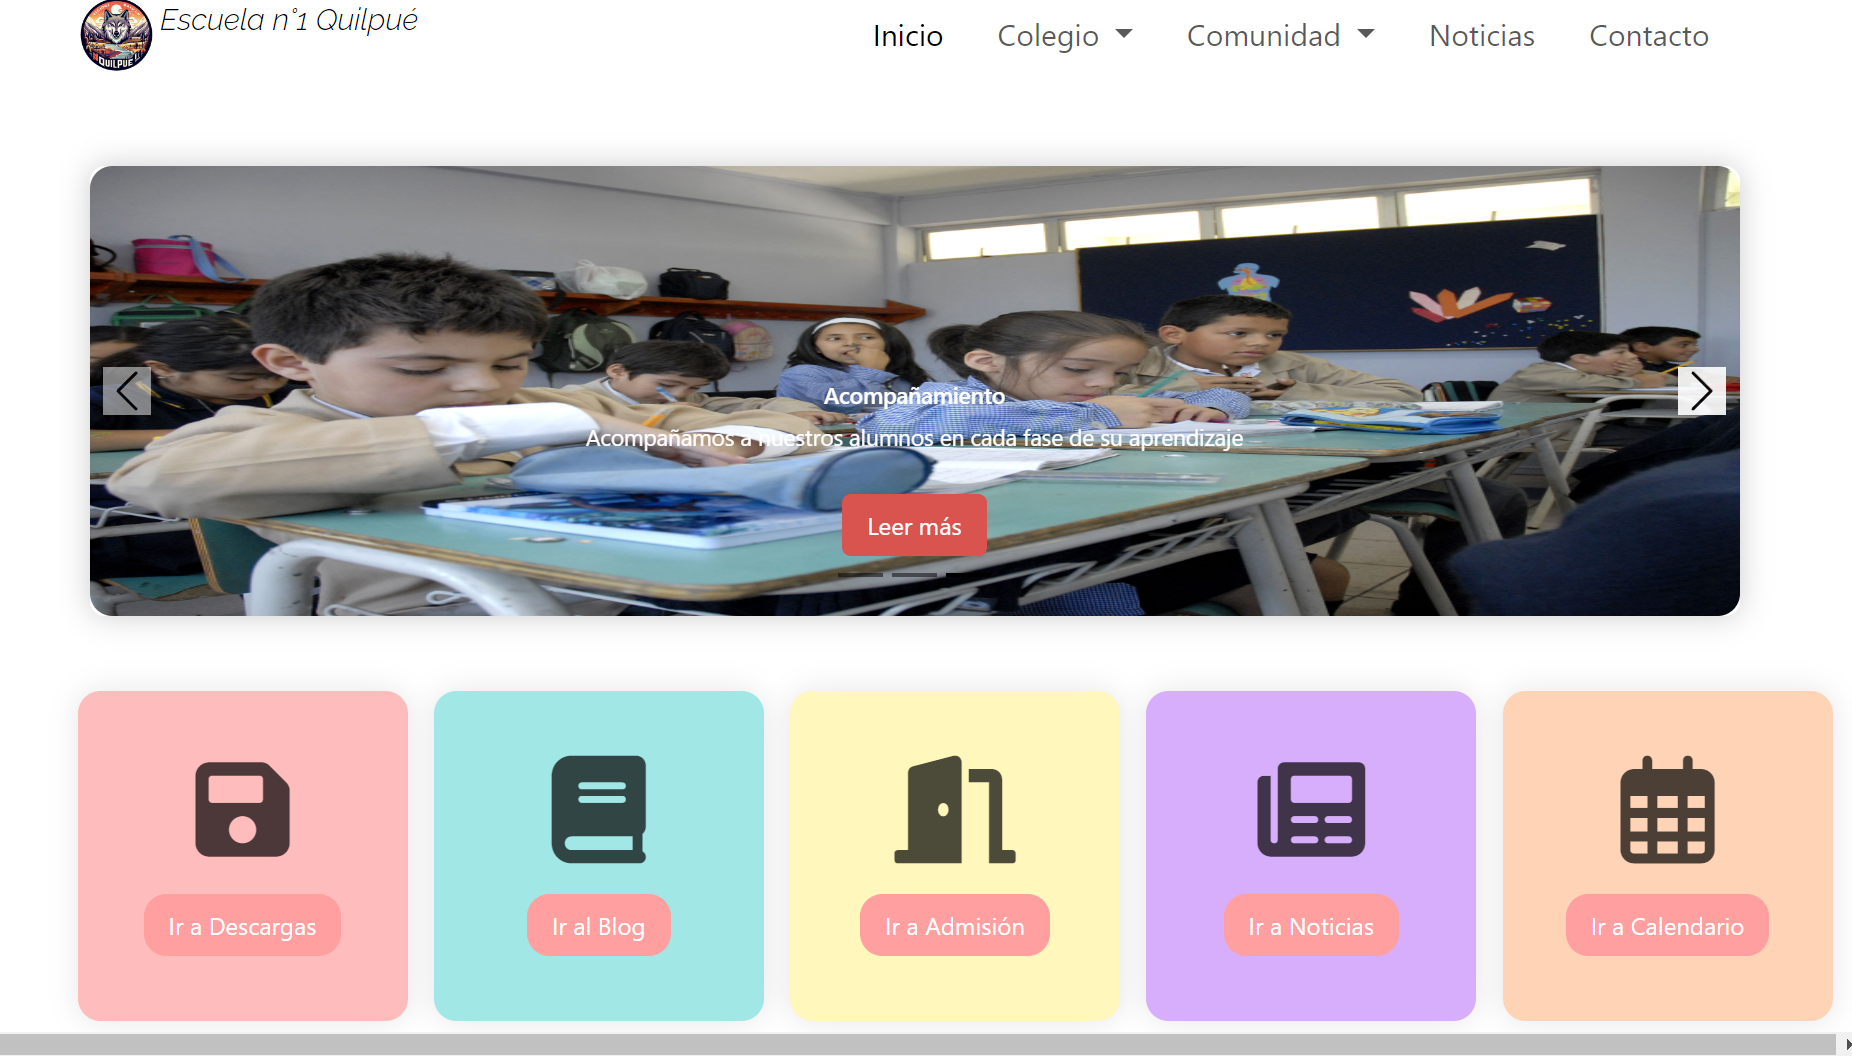 QUILPUE
Escuela n°1 Quilpué
Inicio
Colegio
Comunidad
Noticias
Contacto
Acompañamiento
Acompañamos a nuestros alumnos en cada fase de su aprendizaje
Leer más
Ir a Descargas
Ir al Blog
Ir a Admisión
Ir a Noticias
Ir a Calendario